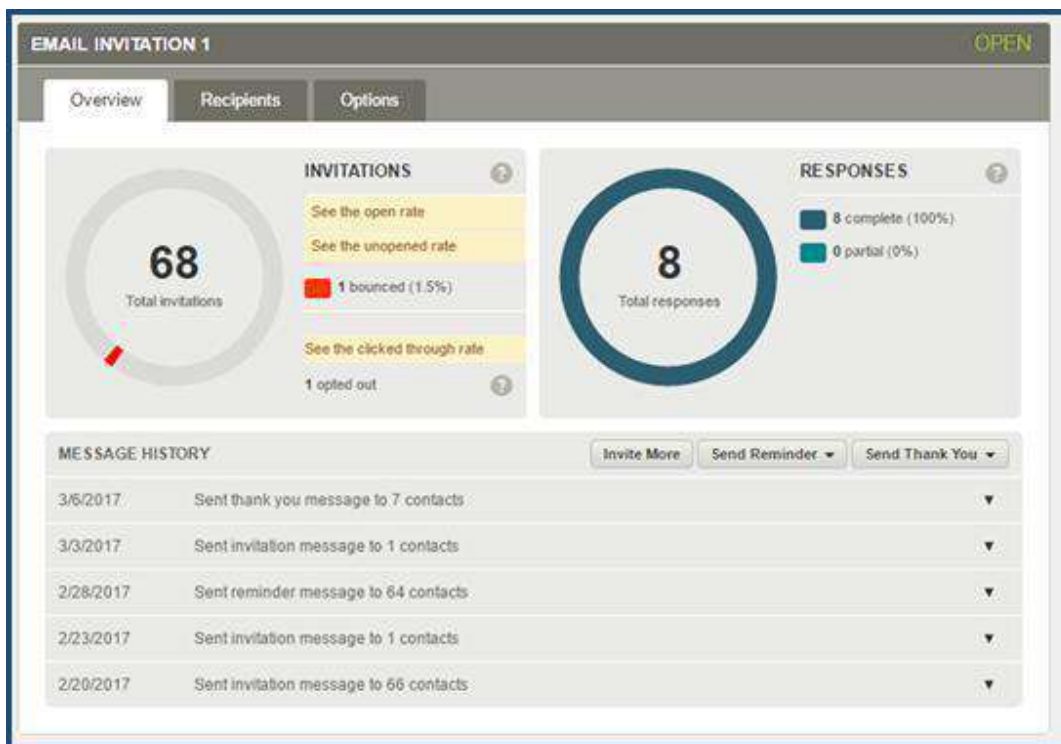 EMAIL INVITATION 1 OPEN
Overview Recipients Options
INVITATIONS ?
See the open rate
See the unopened rate
1 bounced (1.5%)
See the clicked through rate
1 opted out ?
68
Total invitations
RESPONSES ?
8 complete (100%)
0 partial (0%)
8
Total responses
MESSAGE HISTORY Invite More Send Reminder Send Thank You
3/6/2017 Sent thank you message to 7 contacts
3/3/2017 Sent invitation message to 1 contacts
2/28/2017 Sent reminder message to 64 contacts
2/23/2017 Sent invitation message to 1 contacts
2/20/2017 Sent invitation message to 66 contacts